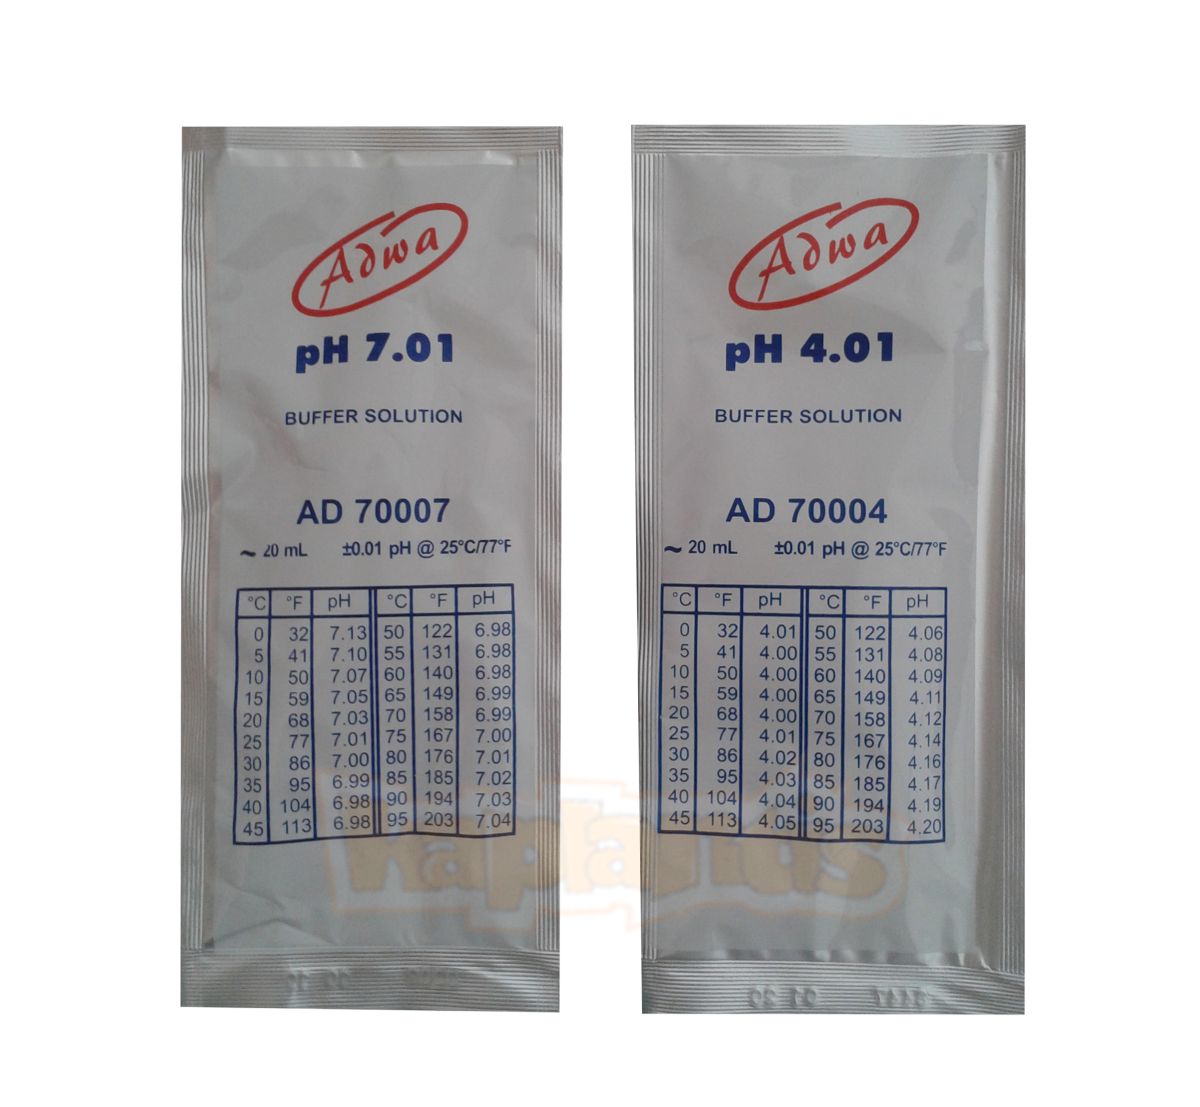 Adwa
pH 7.01
BUFFER SOLUTION
AD 70007
~ 20 mL ±0.01 pH @ 25°C/77°F
°C °F pH °C °F pH
0 32 7.13 50 122 6.98
5 41 7.10 55 131 6.98
10 50 7.07 60 140 6.98
15 59 7.05 65 149 6.99
20 68 7.03 70 158 6.99
25 77 7.01 75 167 7.00
30 86 7.00 80 176 7.01
35 95 6.99 85 185 7.02
40 104 6.98 90 194 7.03
45 113 6.98 95 203 7.04
Adwa
pH 4.01
BUFFER SOLUTION
AD 70004
~ 20 mL ±0.01 pH @ 25°C/77°F
°C °F pH °C °F pH
0 32 4.01 50 122 4.06
5 41 4.00 55 131 4.08
10 50 4.00 60 140 4.09
15 59 4.00 65 149 4.11
20 68 4.00 70 158 4.12
25 77 4.01 75 167 4.14
30 86 4.02 80 176 4.16
35 95 4.03 85 185 4.17
40 104 4.04 90 194 4.19
45 113 4.05 95 203 4.20